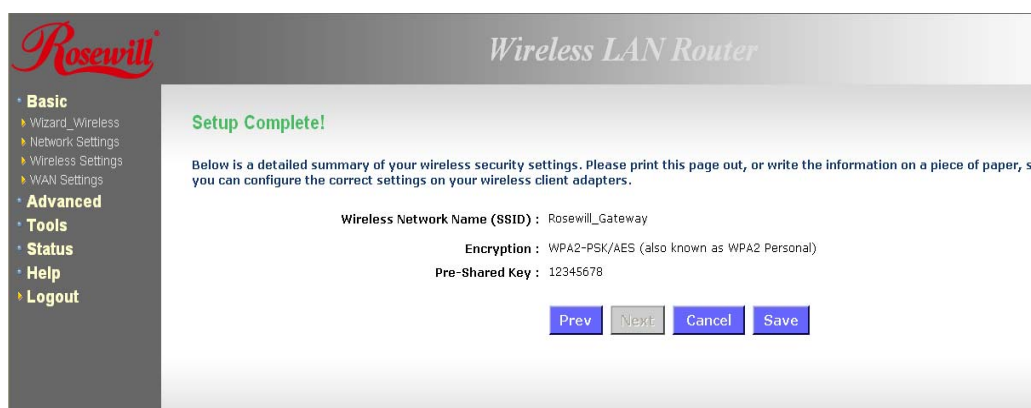 Rosewill
Wireless LAN Router
Basic
Wizard_Wireless
Network Settings
Wireless Settings
WAN Settings
Advanced
Tools
Status
Help
Logout
Setup Complete!
Below is a detailed summary of your wireless security settings. Please print this page out, or write the information on a piece of paper, s
you can configure the correct settings on your wireless client adapters.
Wireless Network Name (SSID) : Rosewill_Gateway
Encryption : WPA2-PSK/AES (also known as WPA2 Personal)
Pre-Shared Key : 12345678
Prev Next Cancel Save